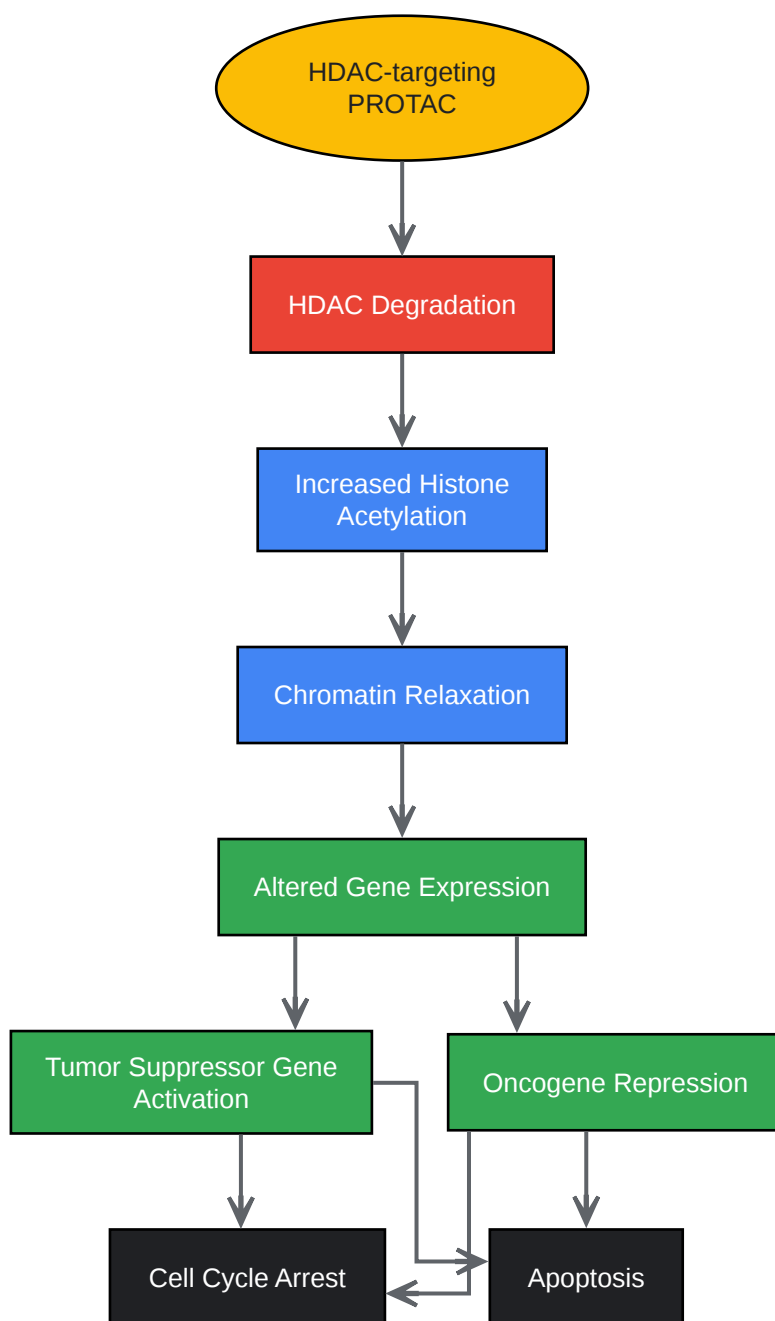 HDAC-targeting
PROTAC
HDAC Degradation
Increased Histone
Acetylation
Chromatin Relaxation
Altered Gene Expression
Tumor Suppressor Gene
Activation
Oncogene Repression
Cell Cycle Arrest
Apoptosis